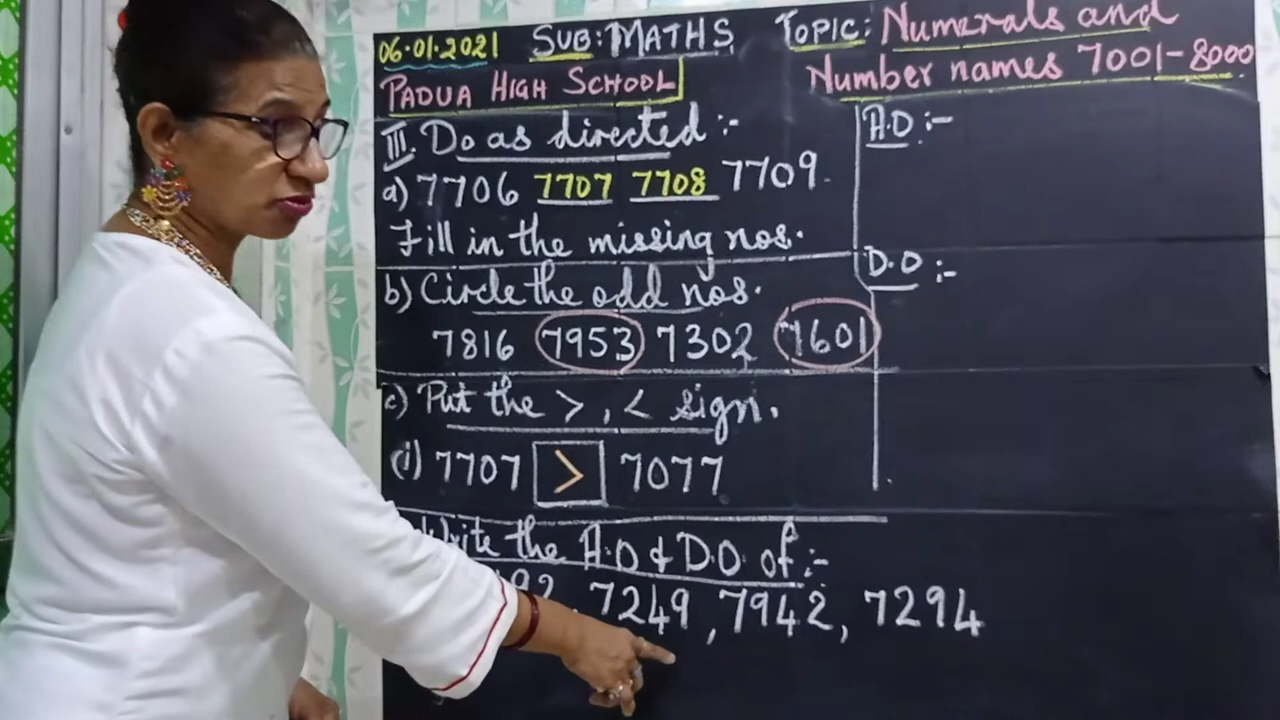 06.01.2021 SUB: MATHS TOPIC: Numerals and
PADUA HIGH SCHOOL Number names 7001-8000
III. Do as directed :-
a) 7706 7707 7708 7709
Fill in the missing nos.
b) Circle the odd nos.
7816 7953 7302 7601
c) Put the >, < sign.
(i) 7707 > 7077
the A.O & D.O. of :-
, 7249, 7942, 7294
A.O :-
D.O :-